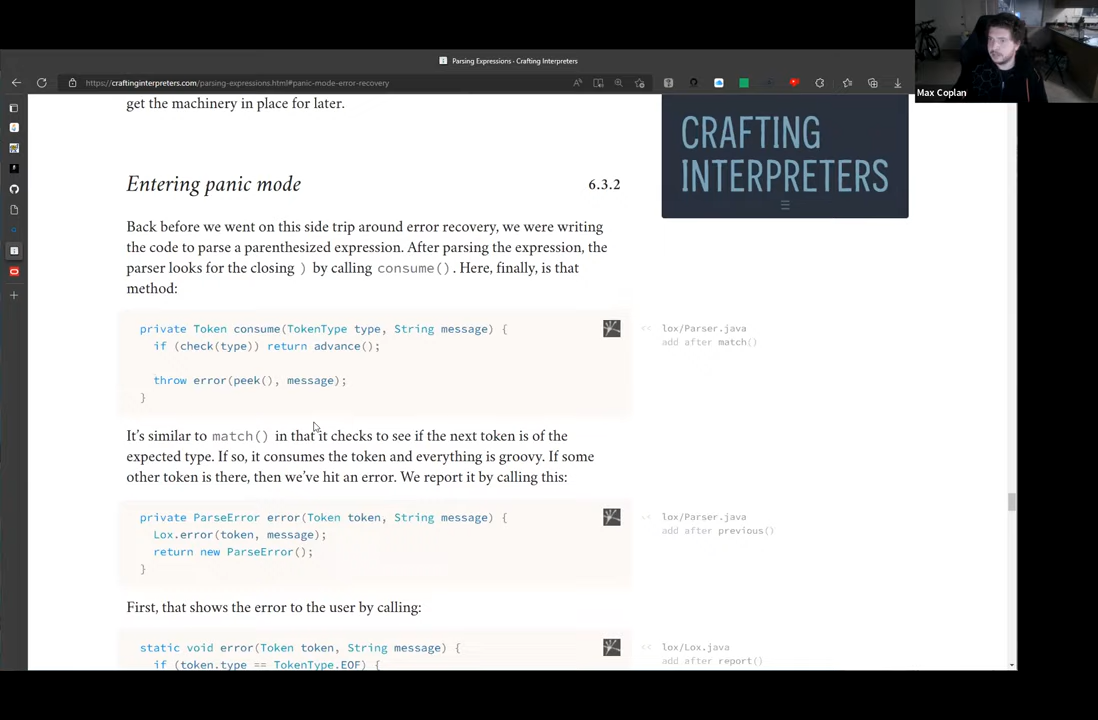 Parsing Expressions - Crafting Interpreters
https://craftinginterpreters.com/parsing-expressions.html#panic-mode-error-recovery
Max Coplan
get the machinery in place for later.
CRAFTING
INTERPRETERS
Entering panic mode 6.3.2
Back before we went on this side trip around error recovery, we were writing
the code to parse a parenthesized expression. After parsing the expression, the
parser looks for the closing ) by calling consume(). Here, finally, is that
method:
private Token consume(TokenType type, String message) {
if (check(type)) return advance();
throw error(peek(), message);
}
<< lox/Parser.java
add after match()
It's similar to match() in that it checks to see if the next token is of the
expected type. If so, it consumes the token and everything is groovy. If some
other token is there, then we've hit an error. We report it by calling this:
private ParseError error(Token token, String message) {
Lox.error(token, message);
return new ParseError();
}
<< lox/Parser.java
add after previous()
First, that shows the error to the user by calling:
static void error(Token token, String message) {
if (token.type == TokenType.EOF) {
<< lox/Lox.java
add after report()